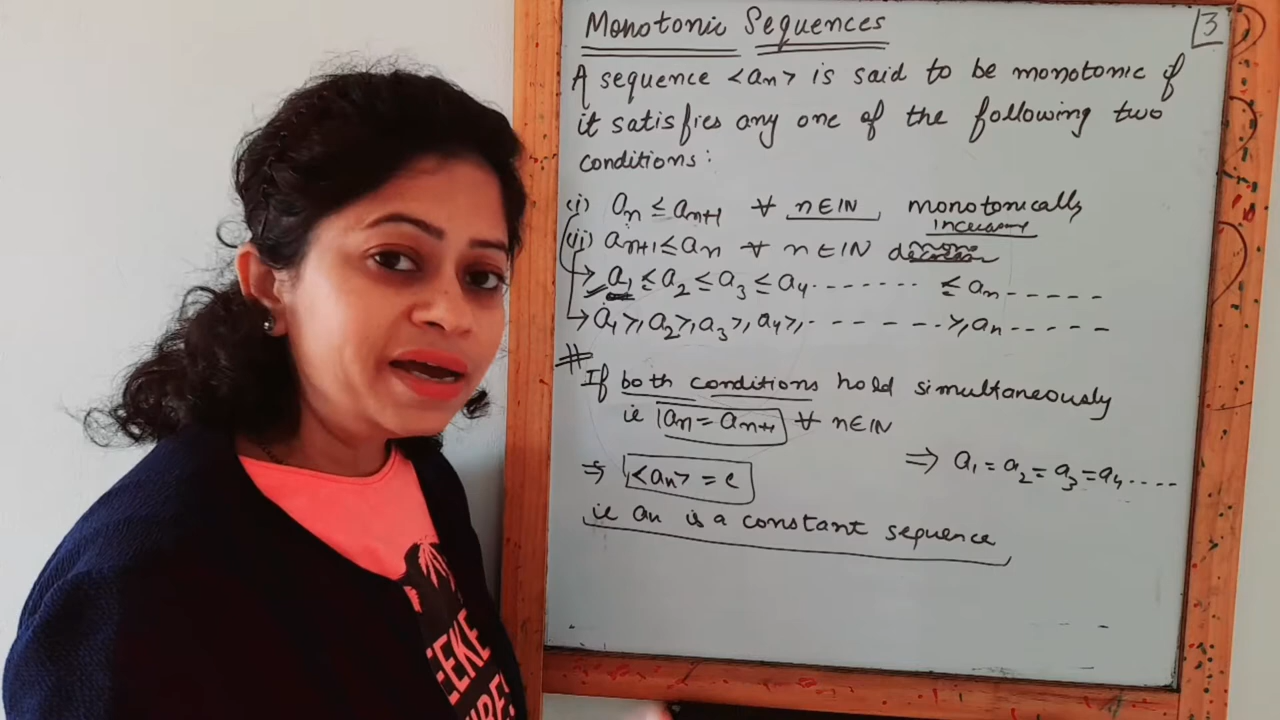 Monotonic Sequences
3
A sequence <an> is said to be monotonic if
it satisfies any one of the following two
conditions:
(i) an ≤ an+1 ∀ n∈IN monotonically
increasing
(ii) an+1 ≤ an ∀ n∈IN
a1 ≤ a2 ≤ a3 ≤ a4 ....... ≤ an -----
a1 ≥, a2 ≥, a3 ≥, a4 ≥, ------- ≥, an -----
# If both conditions hold simultaneously
ie an = an+1 ∀ n∈IN
⇒ a1 = a2 = a3 = a4 ....
⇒ <an> = c
ie an is a constant sequence
EEKE